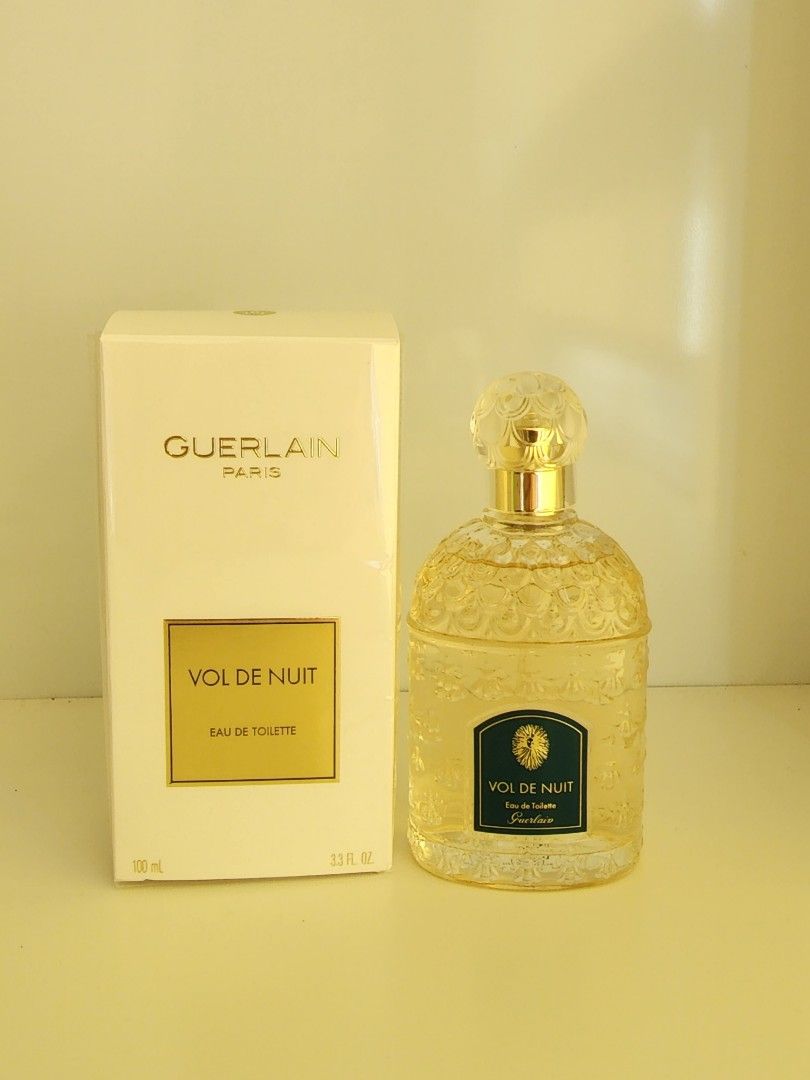 GUERLAIN
PARIS
VOL DE NUIT
EAU DE TOILETTE
100 mL
3.3 FL. OZ.
VOL DE NUIT
Eau de Toilette
Guerlain